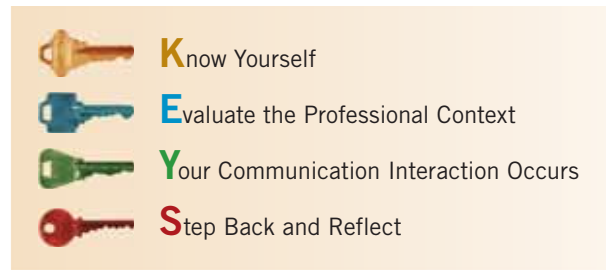 Know Yourself
Evaluate the Professional Context
Your Communication Interaction Occurs
Step Back and Reflect